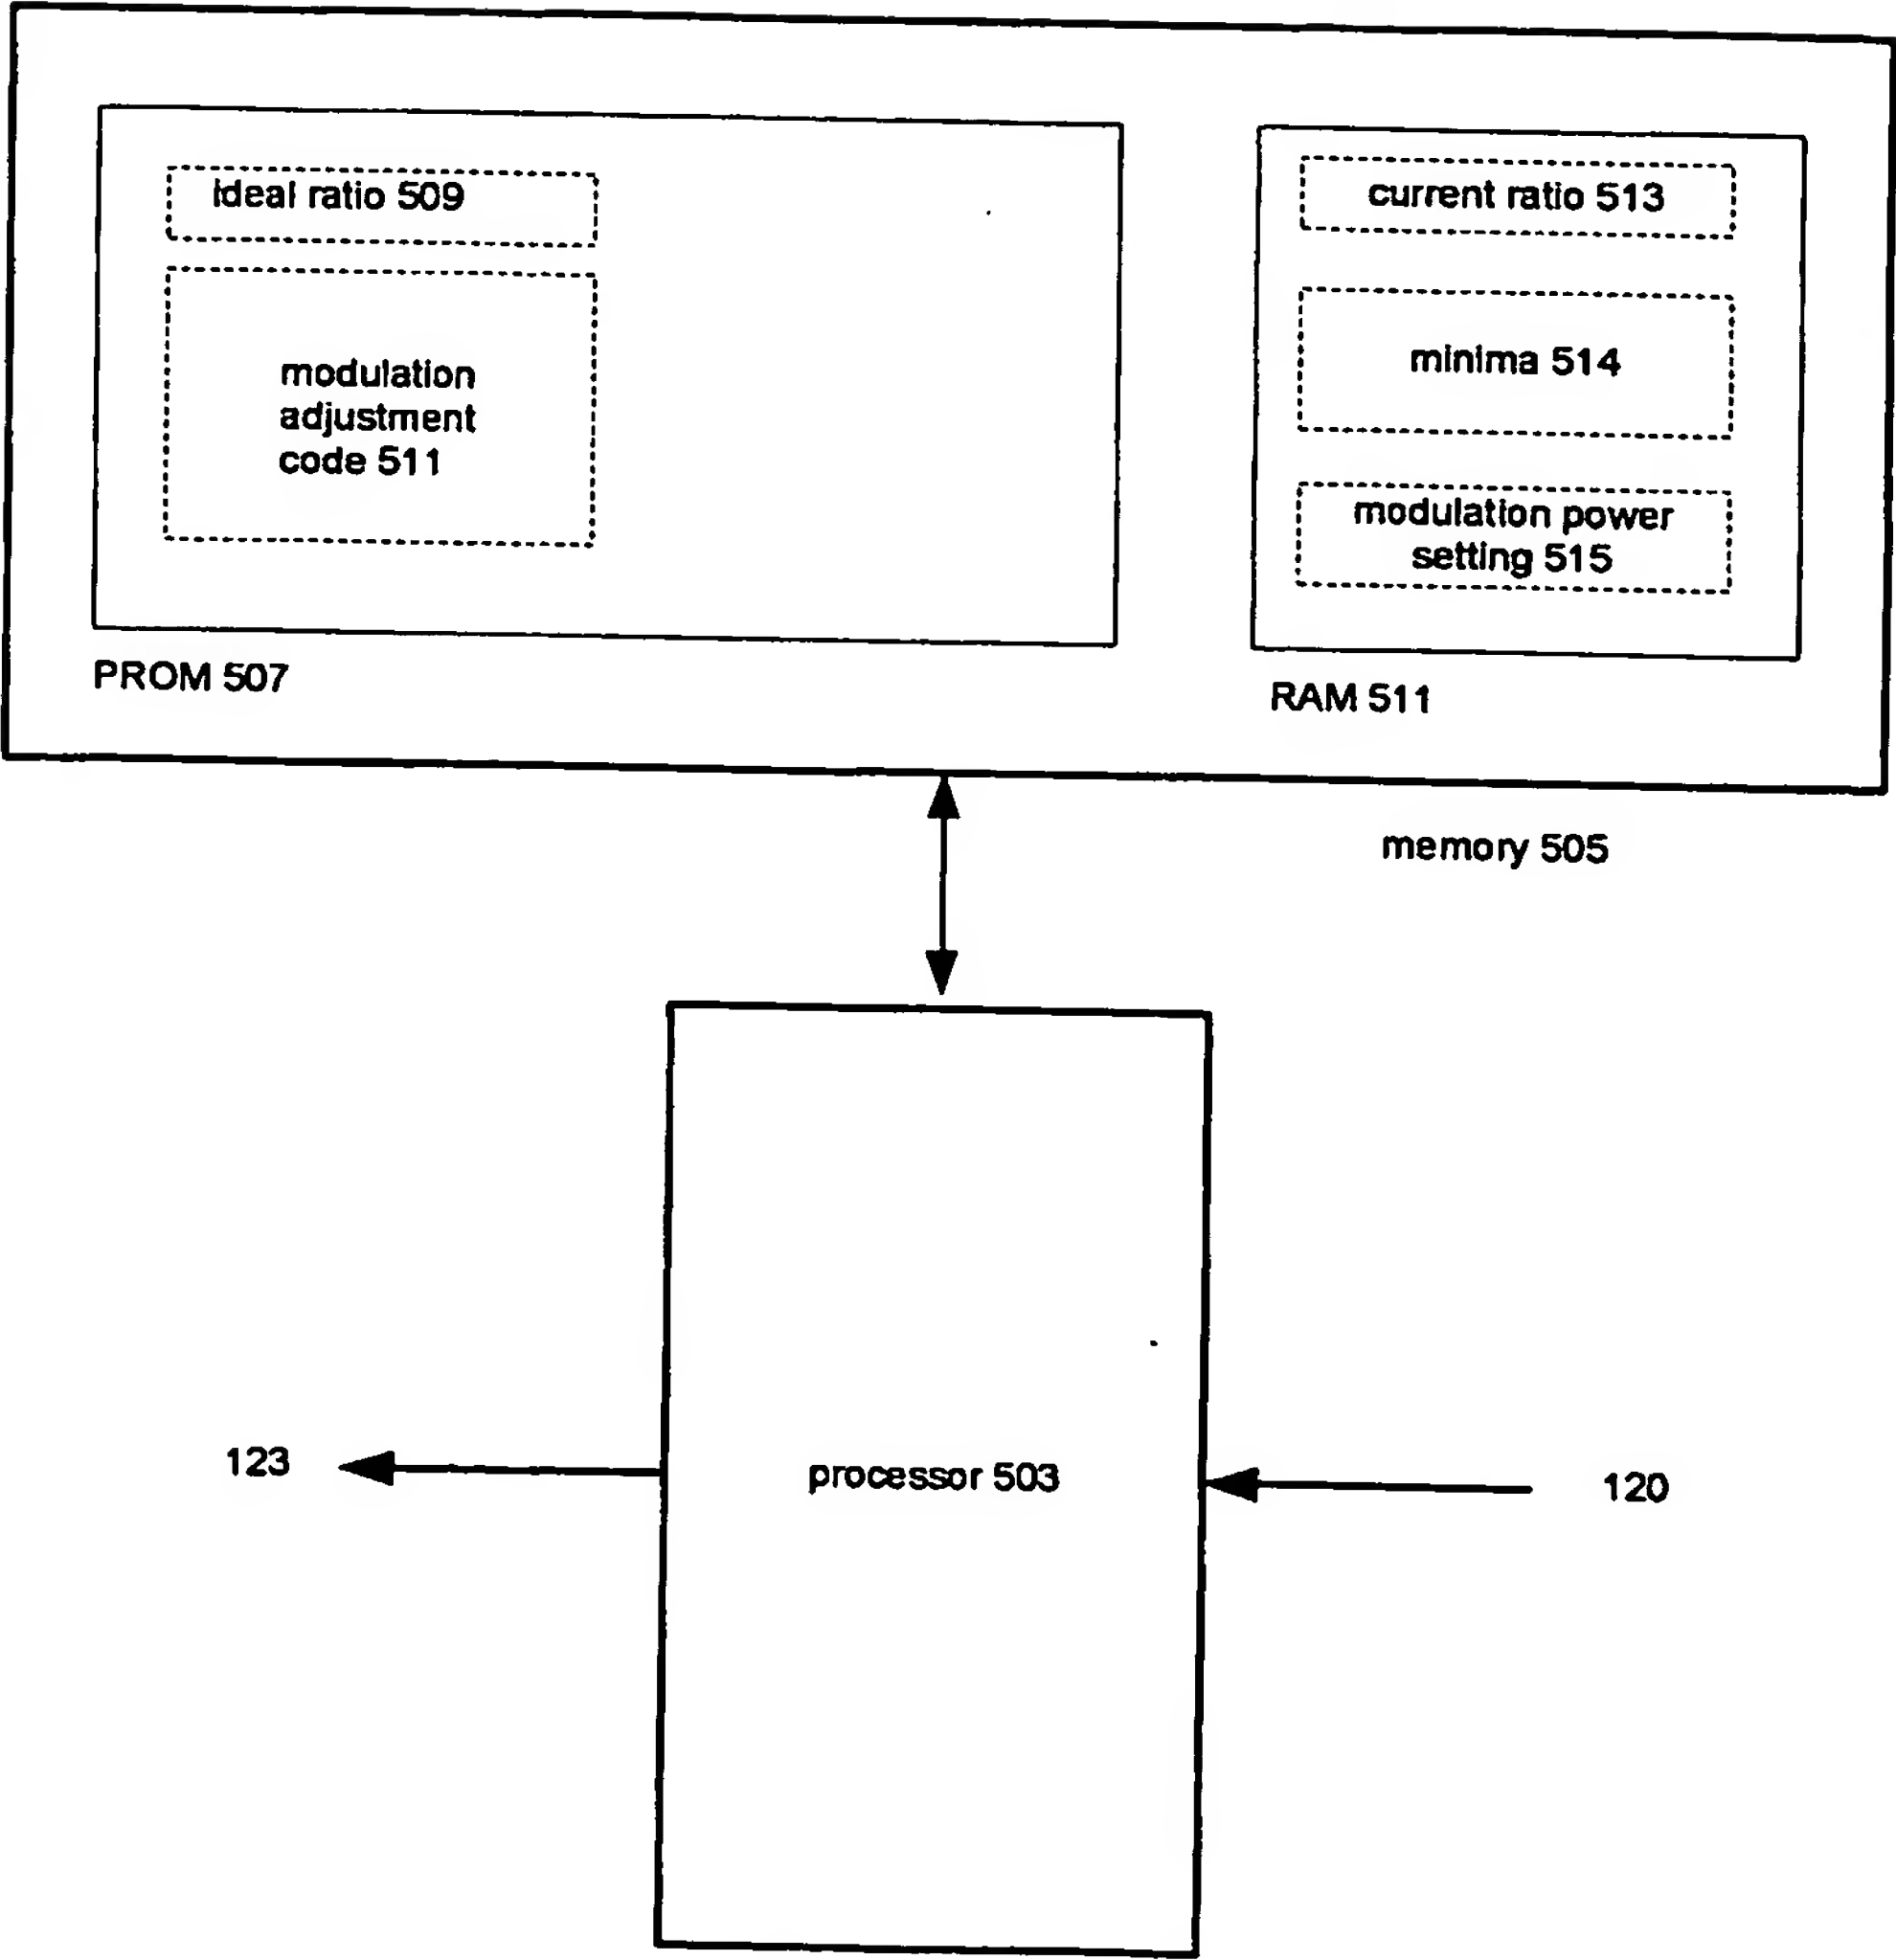 ideal ratio 509
modulation
adjustment
code 511
PROM 507
current ratio 513
minima 514
modulation power
setting 515
RAM 511
memory 505
123
processor 503
120